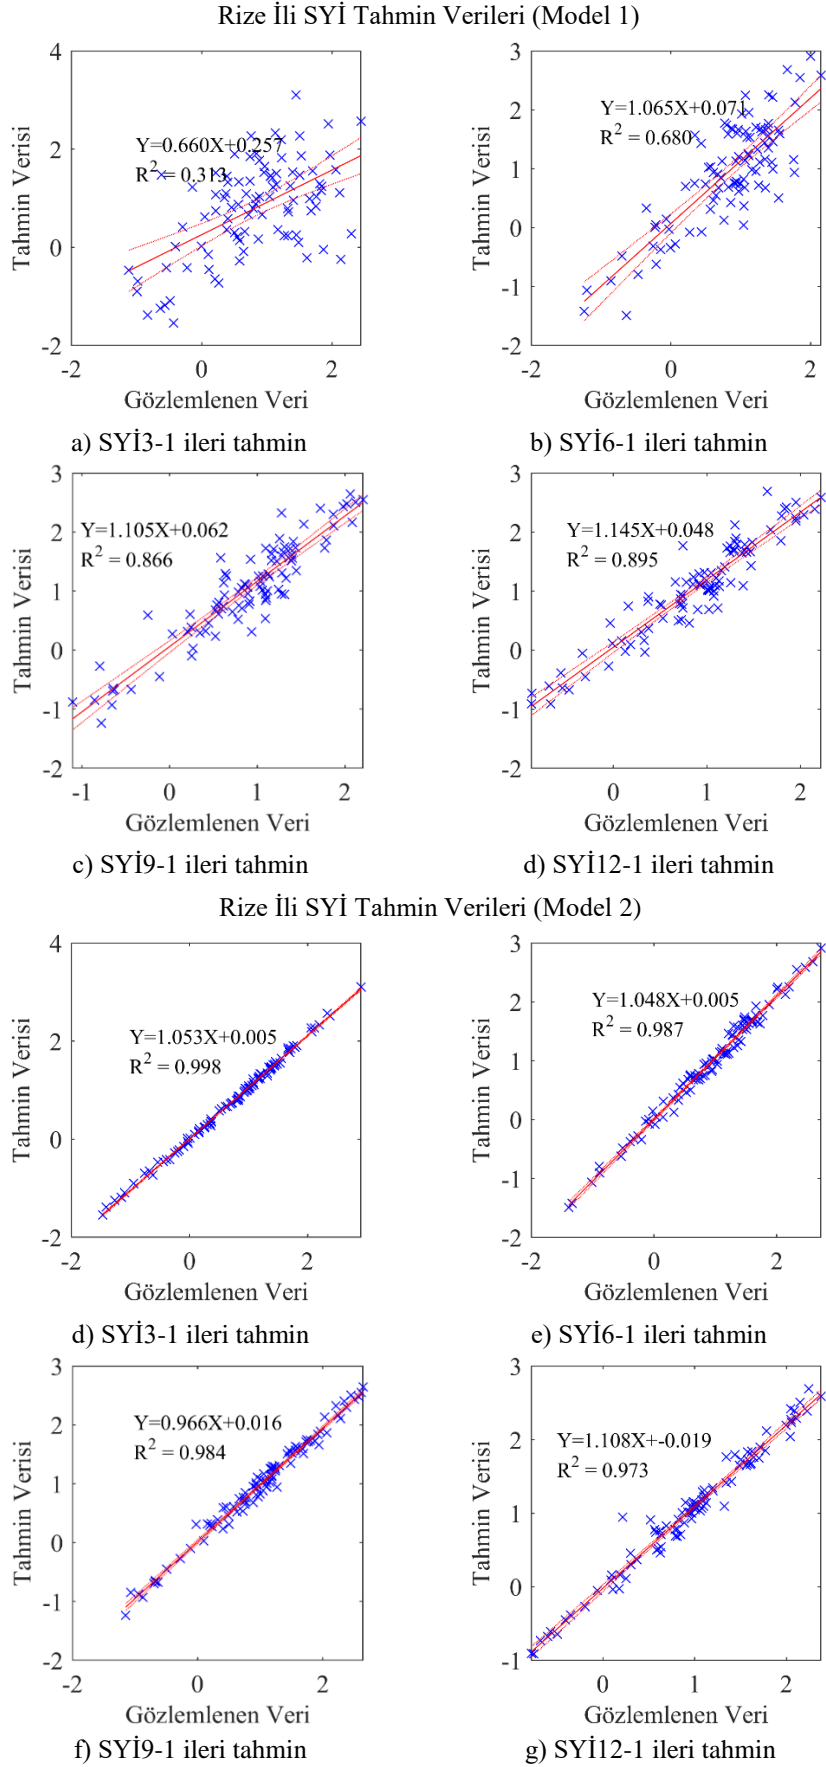 Rize İli SYİ Tahmin Verileri (Model 1)
4
2
0
-2
-2
0
2
Tahmin Verisi
Gözlemlenen Veri
Y=0.660X+0.257
R² = 0.313
a) SYİ3-1 ileri tahmin
3
2
1
0
-1
-2
-2
0
2
Tahmin Verisi
Gözlemlenen Veri
Y=1.065X+0.071
R² = 0.680
b) SYİ6-1 ileri tahmin
3
2
1
0
-1
-2
-1
0
1
2
Tahmin Verisi
Gözlemlenen Veri
Y=1.105X+0.062
R² = 0.866
c) SYİ9-1 ileri tahmin
3
2
1
0
-1
-2
0
1
2
Tahmin Verisi
Gözlemlenen Veri
Y=1.145X+0.048
R² = 0.895
d) SYİ12-1 ileri tahmin
Rize İli SYİ Tahmin Verileri (Model 2)
4
2
0
-2
-2
0
2
Tahmin Verisi
Gözlemlenen Veri
Y=1.053X+0.005
R² = 0.998
d) SYİ3-1 ileri tahmin
3
2
1
0
-1
-2
-2
0
2
Tahmin Verisi
Gözlemlenen Veri
Y=1.048X+0.005
R² = 0.987
e) SYİ6-1 ileri tahmin
3
2
1
0
-1
-2
-2
0
2
Tahmin Verisi
Gözlemlenen Veri
Y=0.966X+0.016
R² = 0.984
f) SYİ9-1 ileri tahmin
3
2
1
0
-1
0
1
2
Tahmin Verisi
Gözlemlenen Veri
Y=1.108X+-0.019
R² = 0.973
g) SYİ12-1 ileri tahmin